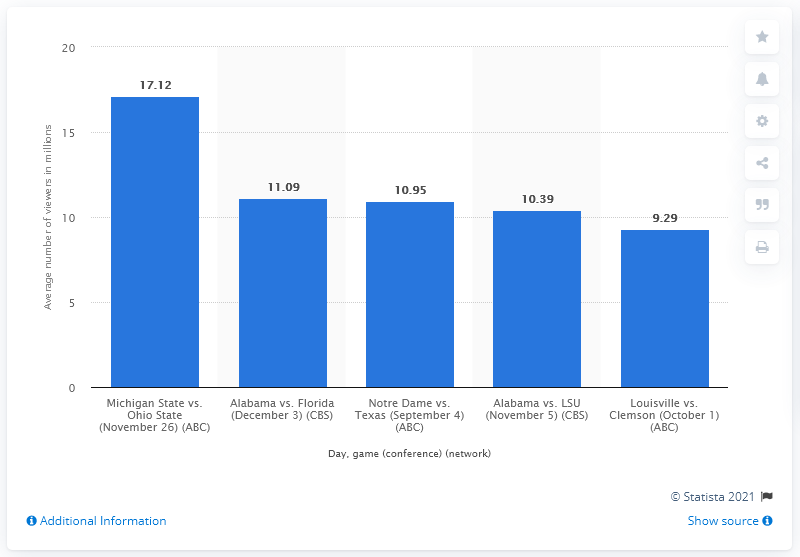 20
15
10
5
0
Average number of viewers in millions
17.12
11.09
10.95
10.39
9.29
Michigan State vs.
Ohio State
(November 26) (ABC)
Alabama vs. Florida
(December 3) (CBS)
Notre Dame vs.
Texas (September 4)
(ABC)
Alabama vs. LSU
(November 5) (CBS)
Louisville vs.
Clemson (October 1)
(ABC)
Day, game (conference) (network)
© Statista 2021
Additional Information
Show source